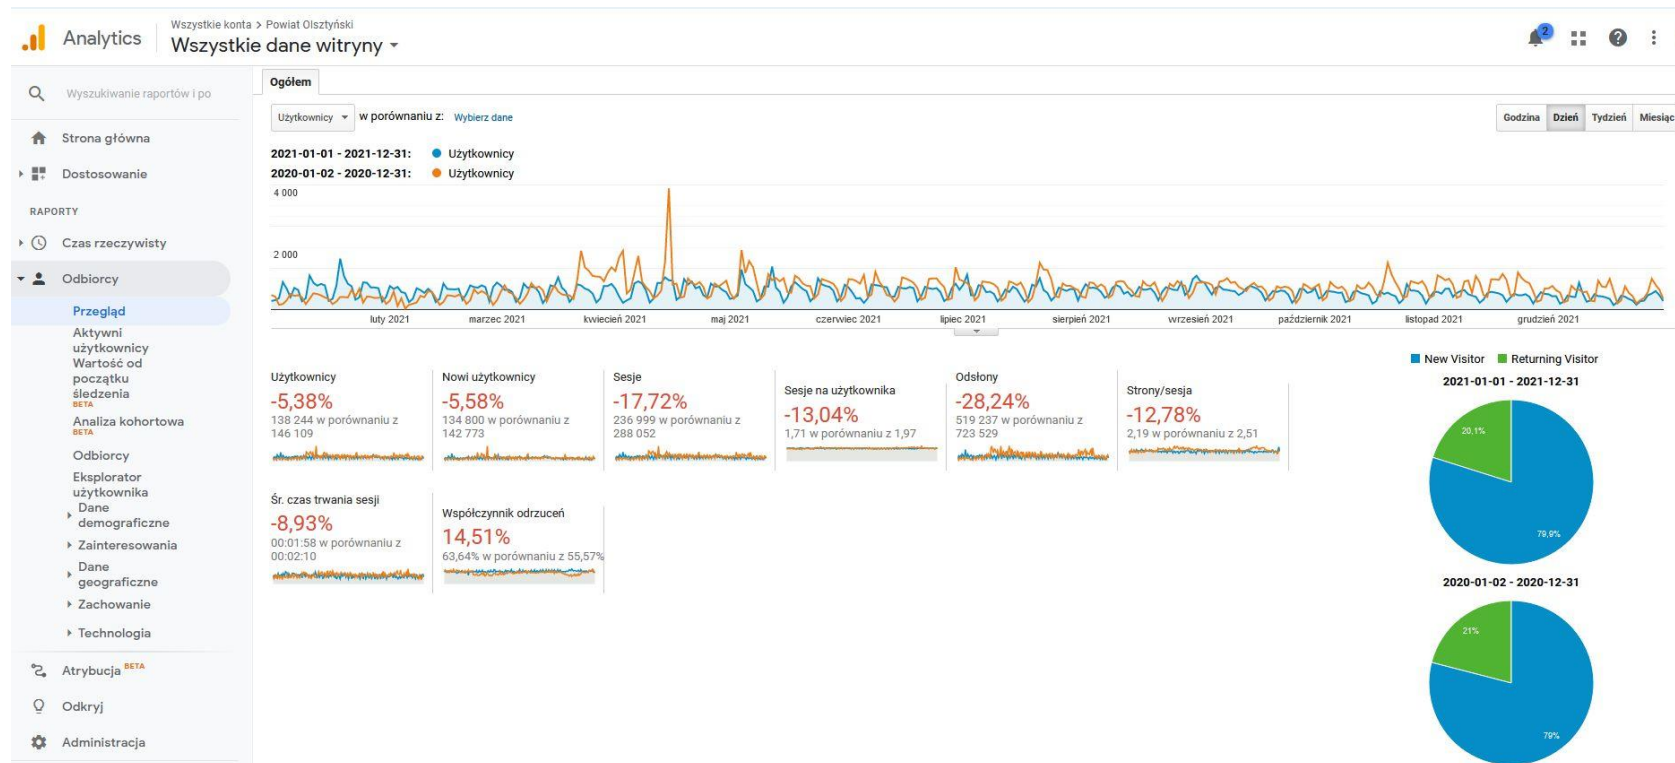 Analytics
Wszystkie konta > Powiat Olsztyński
Wszystkie dane witryny
2
Wyszukiwanie raportów i po
Strona główna
Dostosowanie
RAPORTY
Czas rzeczywisty
Odbiorcy
Przegląd
Aktywni
użytkownicy
Wartość od
początku
śledzenia
BETA
Analiza kohortowa
BETA
Odbiorcy
Eksplorator
użytkownika
Dane
demograficzne
Zainteresowania
Dane
geograficzne
Zachowanie
Technologia
Atrybucja BETA
Odkryj
Administracja
Ogółem
Użytkownicy w porównaniu z: Wybierz dane
Godzina Dzień Tydzień Miesiąc
2021-01-01 - 2021-12-31: Użytkownicy
2020-01-02 - 2020-12-31: Użytkownicy
4 000
2 000
luty 2021 marzec 2021 kwiecień 2021 maj 2021 czerwiec 2021 lipiec 2021 sierpień 2021 wrzesień 2021 październik 2021 listopad 2021 grudzień 2021
Użytkownicy
-5,38%
138 244 w porównaniu z
146 109
Nowi użytkownicy
-5,58%
134 800 w porównaniu z
142 773
Sesje
-17,72%
236 999 w porównaniu z
288 052
Sesje na użytkownika
-13,04%
1,71 w porównaniu z 1,97
Odsłony
-28,24%
519 237 w porównaniu z
723 529
Strony/sesja
-12,78%
2,19 w porównaniu z 2,51
Śr. czas trwania sesji
-8,93%
00:01:58 w porównaniu z
00:02:10
Współczynnik odrzuceń
14,51%
63,64% w porównaniu z 55,57%
New Visitor Returning Visitor
2021-01-01 - 2021-12-31
20,1%
79,9%
2020-01-02 - 2020-12-31
21%
79%